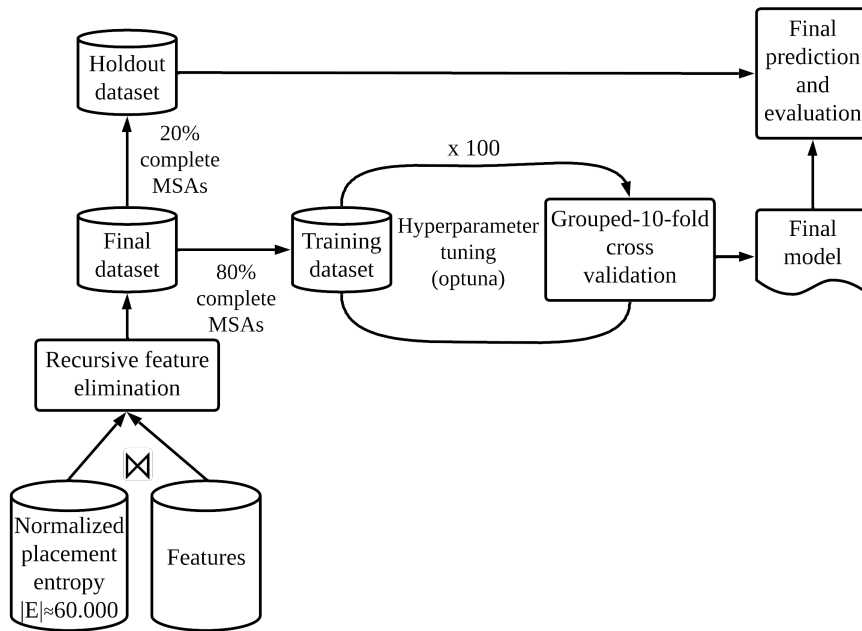 Holdout
dataset
Final
prediction
and
evaluation
20%
complete
MSAs
x 100
Final
dataset
80%
complete
MSAs
Training
dataset
Hyperparameter
tuning
(optuna)
Grouped-10-fold
cross
validation
Final
model
Recursive feature
elimination
⋈
Normalized
placement
entropy
|E|≈60.000
Features